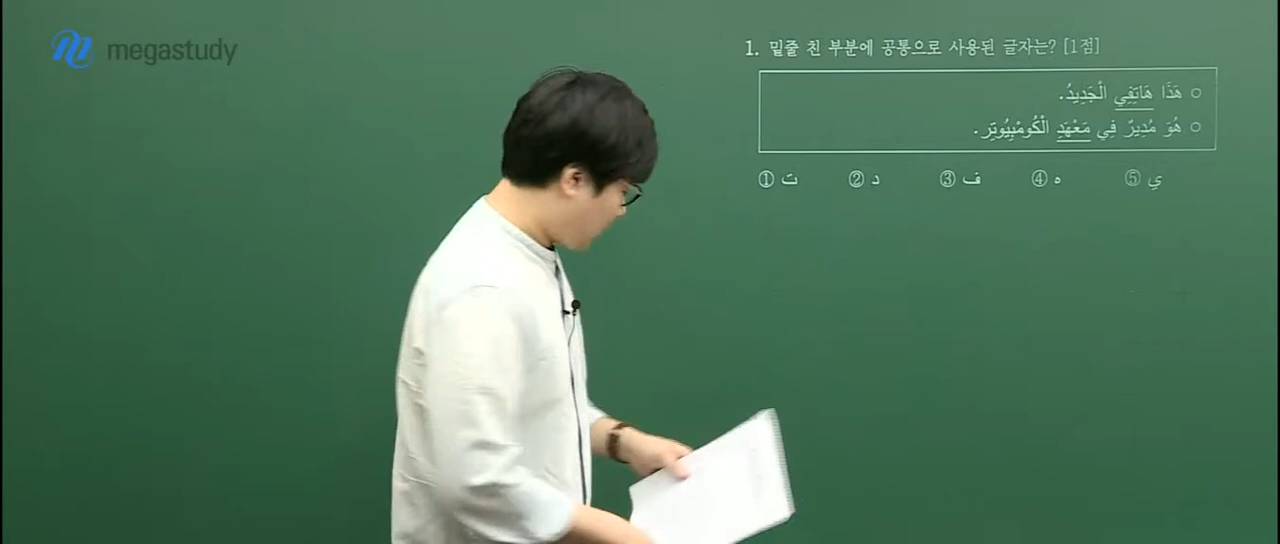 megastudy
1. 밑줄 친 부분에 공통으로 사용된 글자는? [1점]
○ هَذَا هَاتِفِي الْجَدِيدُ.
○ هُوَ مُدِيرٌ فِي مَعْهَدِ الْكُومْبِيُوتِر.
① ت ② د ③ ف ④ ه ⑤ ي